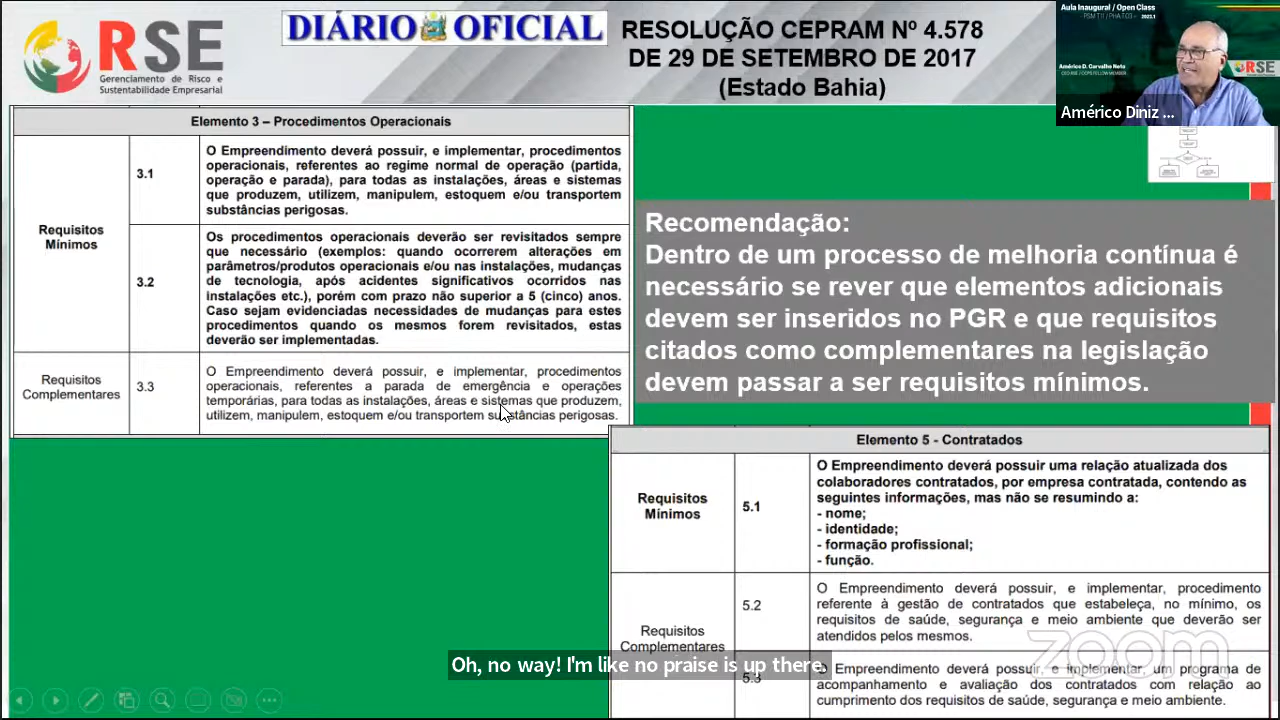 RSE
Gerenciamento de Risco e
Sustentabilidade Empresarial
DIÁRIO OFICIAL
RESOLUÇÃO CEPRAM Nº 4.578
DE 29 DE SETEMBRO DE 2017
(Estado Bahia)
Aula Inaugural / Open Class
Américo D. Carvalho Neto
RSE
Américo Diniz ...
Elemento 3 – Procedimentos Operacionais
Requisitos
Mínimos
3.1
O Empreendimento deverá possuir, e implementar, procedimentos
operacionais, referentes ao regime normal de operação (partida,
operação e parada), para todas as instalações, áreas e sistemas
que produzem, utilizem, manipulem, estoquem e/ou transportem
substâncias perigosas.
3.2
Os procedimentos operacionais deverão ser revisitados sempre
que necessário (exemplos: quando ocorrerem alterações em
parâmetros/produtos operacionais e/ou nas instalações, mudanças
de tecnologia, após acidentes significativos ocorridos nas
instalações etc.), porém com prazo não superior a 5 (cinco) anos.
Caso sejam evidenciadas necessidades de mudanças para estes
procedimentos quando os mesmos forem revisitados, estas
deverão ser implementadas.
Requisitos
Complementares
3.3
O Empreendimento deverá possuir, e implementar, procedimentos
operacionais, referentes a parada de emergência e operações
temporárias, para todas as instalações, áreas e sistemas que produzem,
utilizem, manipulem, estoquem e/ou transportem substâncias perigosas.
Recomendação:
Dentro de um processo de melhoria contínua é
necessário se rever que elementos adicionais
devem ser inseridos no PGR e que requisitos
citados como complementares na legislação
devem passar a ser requisitos mínimos.
Elemento 5 - Contratados
Requisitos
Mínimos
5.1
O Empreendimento deverá possuir uma relação atualizada dos
colaboradores contratados, por empresa contratada, contendo as
seguintes informações, mas não se resumindo a:
- nome;
- identidade;
- formação profissional;
- função.
Requisitos
Complementares
5.2
O Empreendimento deverá possuir, e implementar, procedimento
referente à gestão de contratados que estabeleça, no mínimo, os
requisitos de saúde, segurança e meio ambiente que deverão ser
atendidos pelos mesmos.
5.3
O Empreendimento deverá possuir, e implementar, um programa de
acompanhamento e avaliação dos contratados com relação ao
cumprimento dos requisitos de saúde, segurança e meio ambiente.
zoom
Oh, no way! I'm like no praise is up there.